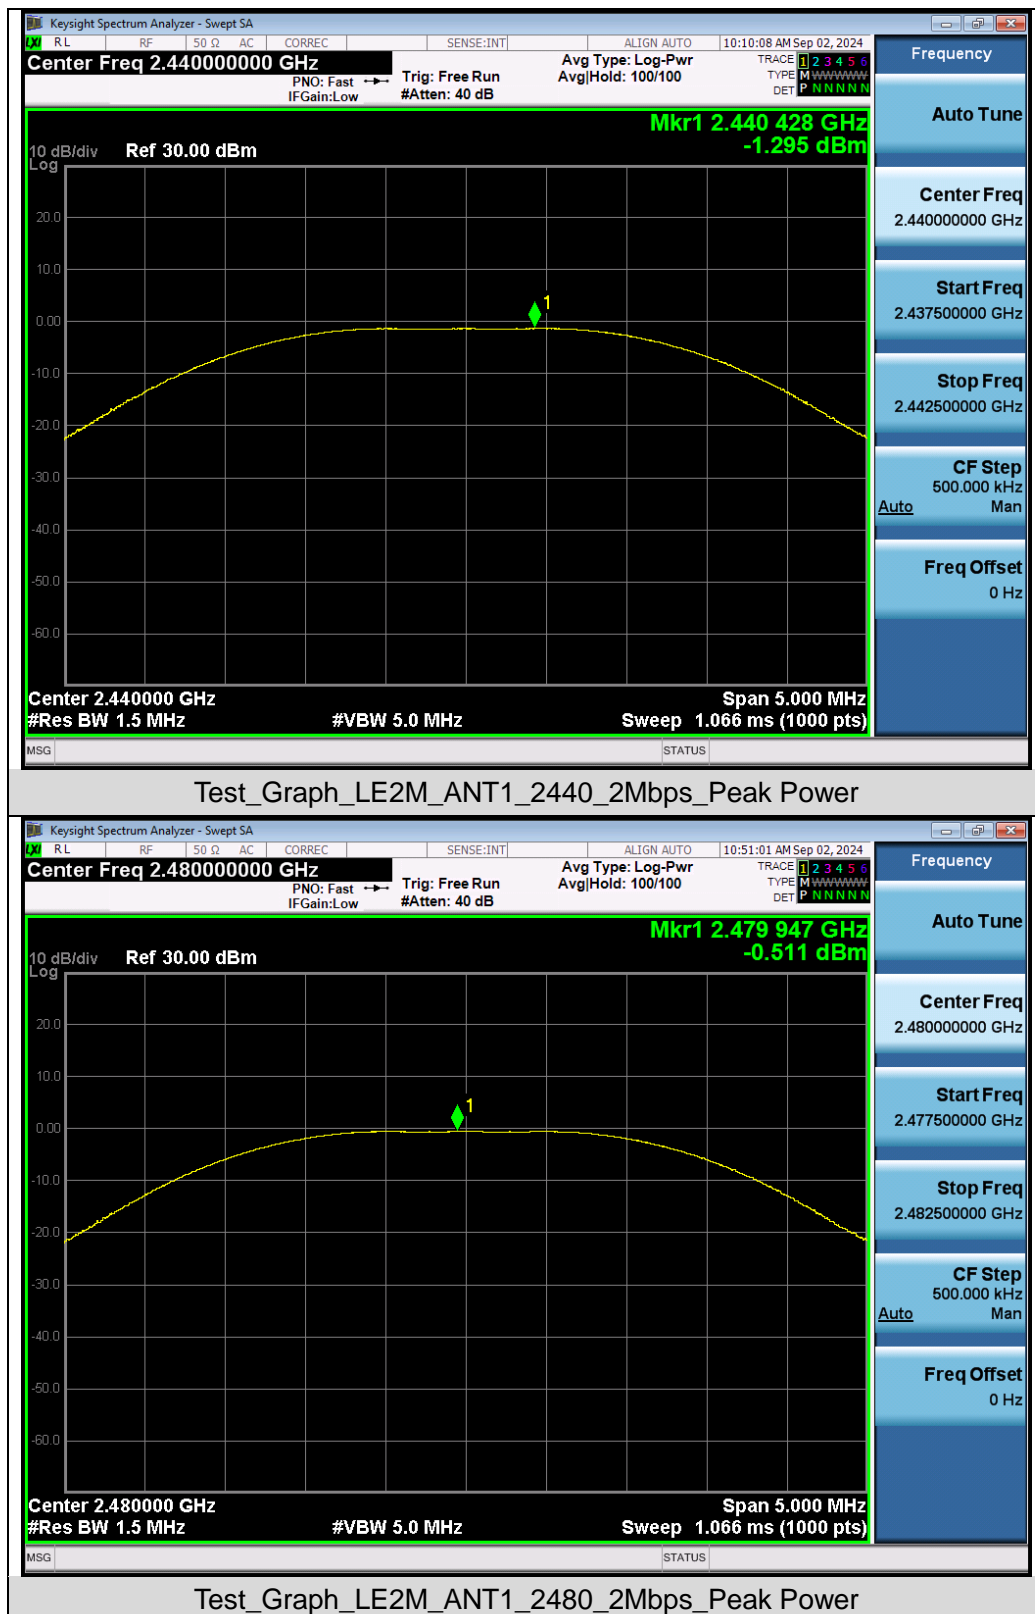 Keysight Spectrum Analyzer - Swept SA
LXI RL RF 50 Ω AC CORREC SENSE:INT ALIGN AUTO 10:10:08 AM Sep 02, 2024
Center Freq 2.440000000 GHz
PNO: Fast
IFGain:Low
Trig: Free Run
#Atten: 40 dB
Avg Type: Log-Pwr
Avg|Hold: 100/100
TRACE 1 2 3 4 5 6
TYPE M WWWWW
DET P N N N N N
Mkr1 2.440 428 GHz
-1.295 dBm
10 dB/div Ref 30.00 dBm
Log
20.0
10.0
1
0.00
-10.0
-20.0
-30.0
-40.0
-50.0
-60.0
Center 2.440000 GHz Span 5.000 MHz
#Res BW 1.5 MHz #VBW 5.0 MHz Sweep 1.066 ms (1000 pts)
MSG STATUS
Frequency
Auto Tune
Center Freq
2.440000000 GHz
Start Freq
2.437500000 GHz
Stop Freq
2.442500000 GHz
CF Step
500.000 kHz
Auto Man
Freq Offset
0 Hz
Test_Graph_LE2M_ANT1_2440_2Mbps_Peak Power
Keysight Spectrum Analyzer - Swept SA
LXI RL RF 50 Ω AC CORREC SENSE:INT ALIGN AUTO 10:51:01 AM Sep 02, 2024
Center Freq 2.480000000 GHz
PNO: Fast
IFGain:Low
Trig: Free Run
#Atten: 40 dB
Avg Type: Log-Pwr
Avg|Hold: 100/100
TRACE 1 2 3 4 5 6
TYPE M WWWWW
DET P N N N N N
Mkr1 2.479 947 GHz
-0.511 dBm
10 dB/div Ref 30.00 dBm
Log
20.0
10.0
1
0.00
-10.0
-20.0
-30.0
-40.0
-50.0
-60.0
Center 2.480000 GHz Span 5.000 MHz
#Res BW 1.5 MHz #VBW 5.0 MHz Sweep 1.066 ms (1000 pts)
MSG STATUS
Frequency
Auto Tune
Center Freq
2.480000000 GHz
Start Freq
2.477500000 GHz
Stop Freq
2.482500000 GHz
CF Step
500.000 kHz
Auto Man
Freq Offset
0 Hz
Test_Graph_LE2M_ANT1_2480_2Mbps_Peak Power